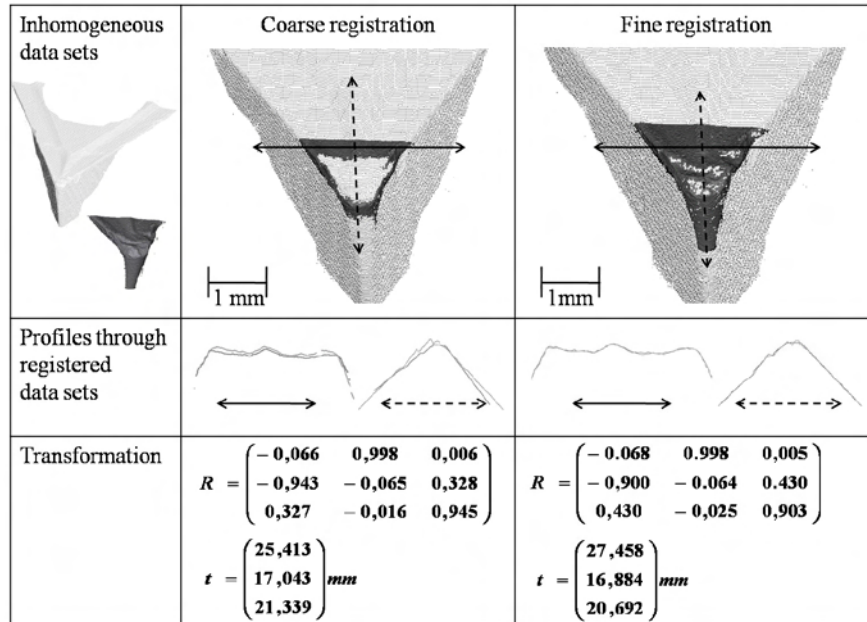 Inhomogeneous
data sets
Coarse registration
Fine registration
1 mm
1mm
Profiles through
registered
data sets
Transformation
R = ( - 0,066 0,998 0,006
- 0,943 - 0,065 0,328
0,327 - 0,016 0,945 )
t = ( 25,413
17,043
21,339 ) mm
R = ( - 0.068 0.998 0,005
- 0,900 - 0.064 0.430
0,430 - 0,025 0,903 )
t = ( 27,458
16,884
20,692 ) mm